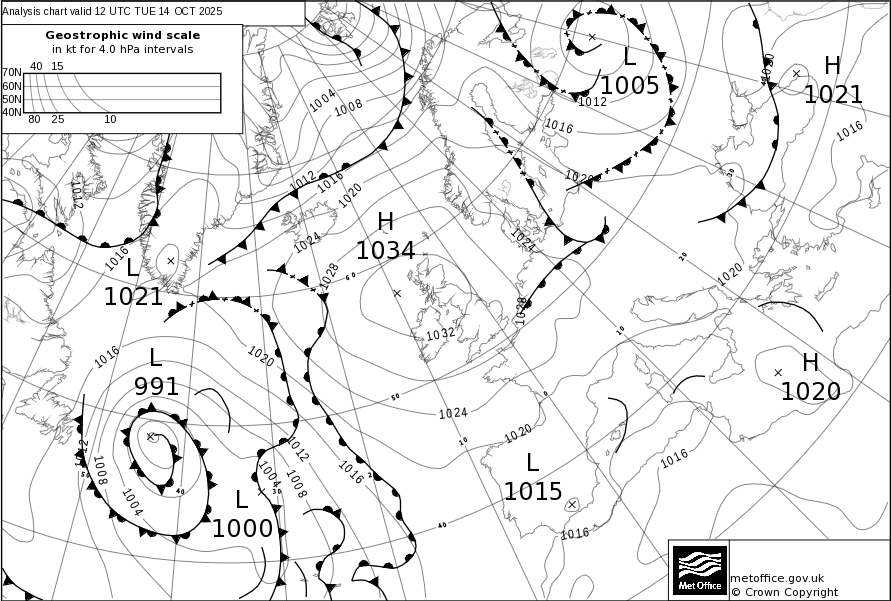 Analysis chart valid 12 UTC TUE 14 OCT 2025
Geostrophic wind scale
in kt for 4.0 hPa intervals
40 15
70N
60N
50N
40N
80 25 10
1004
1008
1012
1016
1020
1024
1028
1012
1016
L
1021
H
1034
L
1005
1012
1016
1020
1024
1028
1020
H
1021
1016
20
30
1020
60
1032
1016
1020
L
991
1012
1008
1004
50
40
L
1000
1004
1008
1012
1016
30
50
10
0
10
40
1024
1020
L
1015
1016
1016
H
1020
Met Office
metoffice.gov.uk
© Crown Copyright